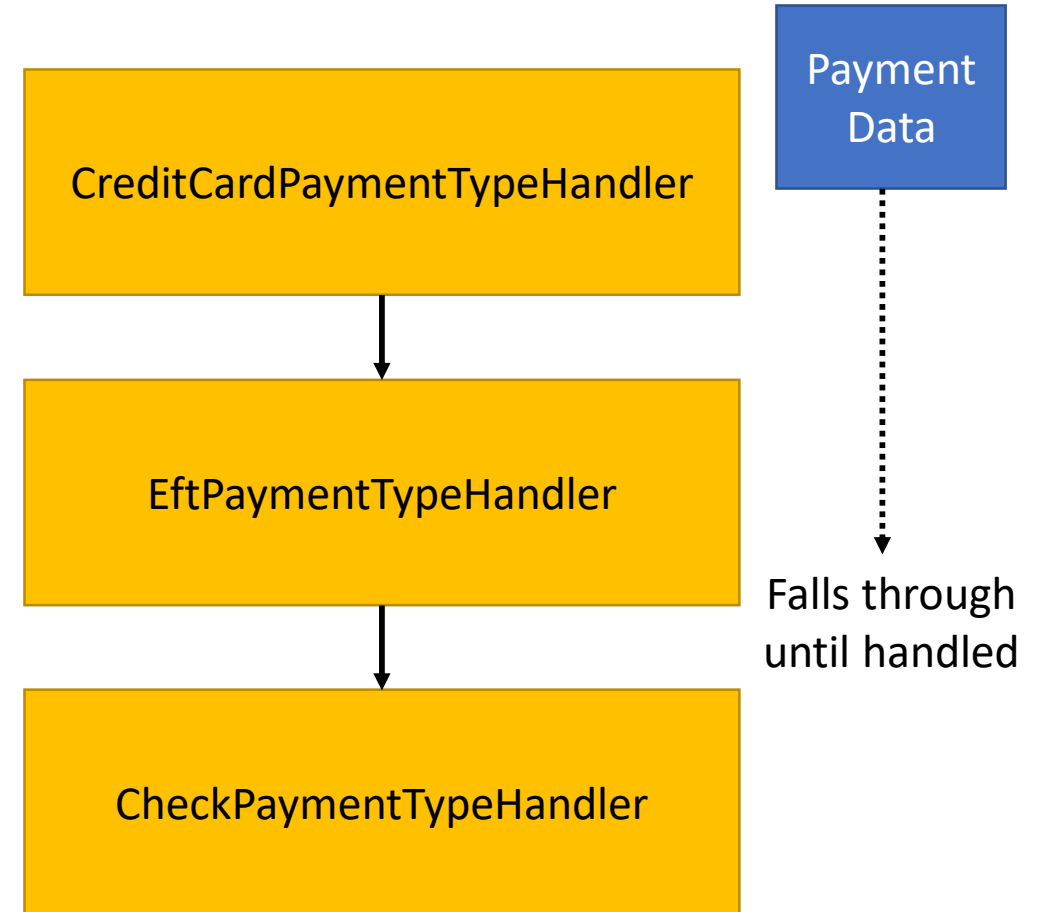 Payment
Data
CreditCardPaymentTypeHandler
EftPaymentTypeHandler
Falls through
until handled
CheckPaymentTypeHandler